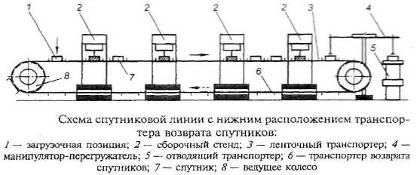 1 2 2 2 2 3 4
5
8 7 6
Схема спутниковой линии с нижним расположением транспор-
тера возврата спутников:
1 — загрузочная позиция; 2 — сборочный стенд; 3 — ленточный транспортер; 4 —
манипулятор-перегружатель; 5 — отводящий транспортер; 6 — транспортер возврата
спутников; 7 — спутник; 8 — ведущее колесо